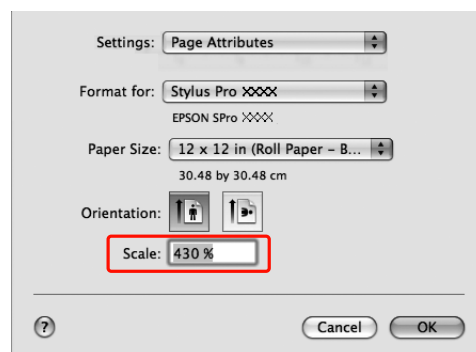 Settings: Page Attributes
Format for: Stylus Pro XXXX
EPSON SPro XXXX
Paper Size: 12 x 12 in (Roll Paper – B...
30.48 by 30.48 cm
Orientation:
Scale: 430 %
? Cancel OK